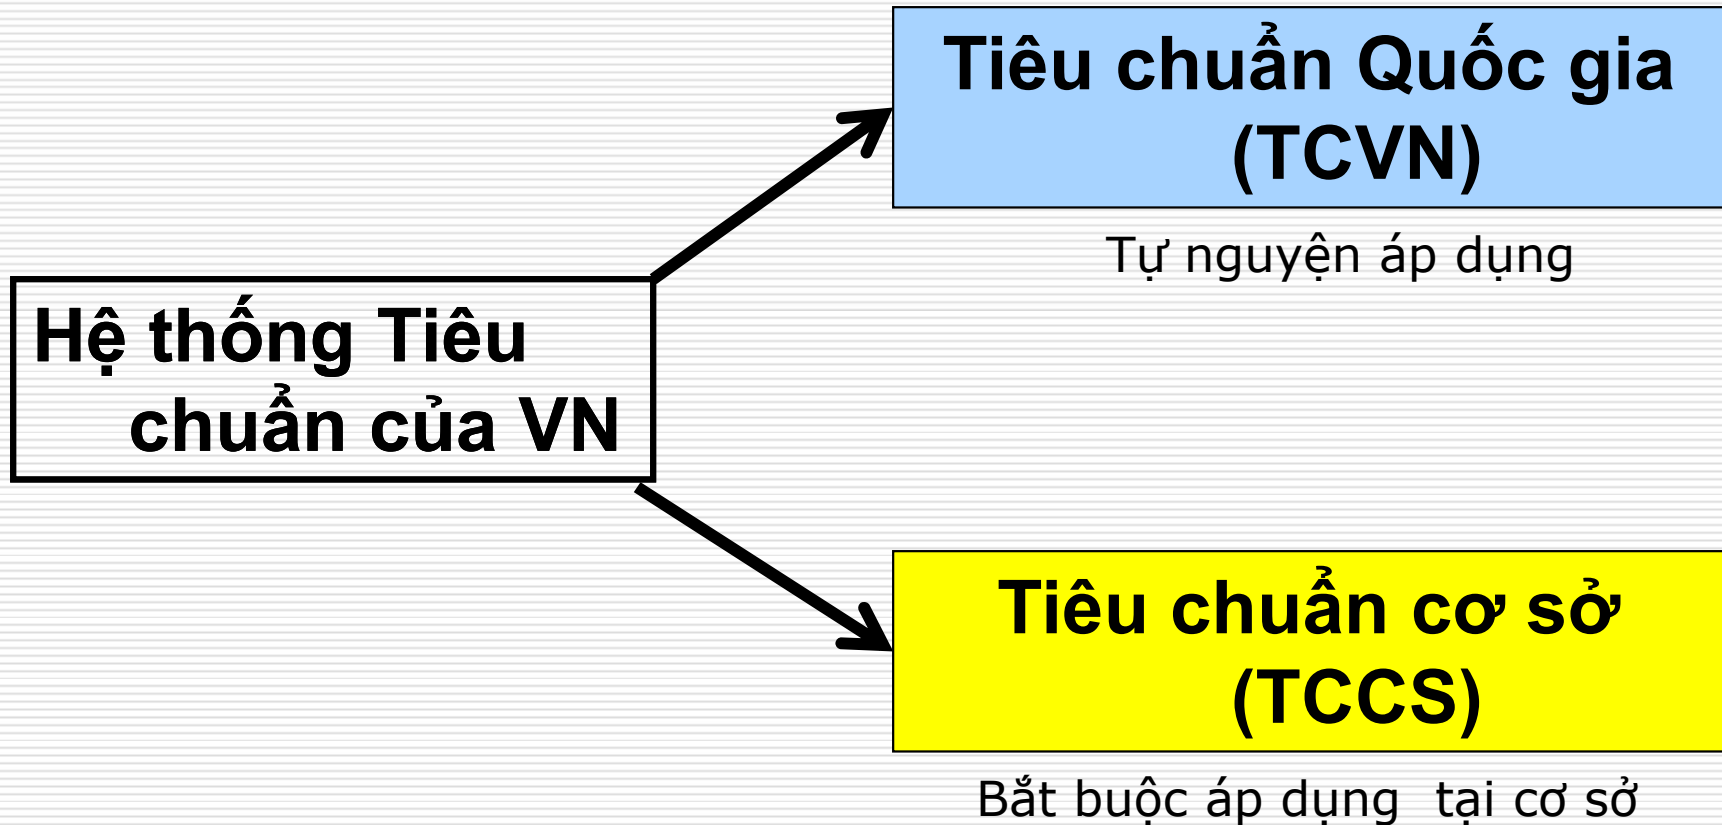 Tiêu chuẩn Quốc gia
(TCVN)
Tự nguyện áp dụng
Hệ thống Tiêu
chuẩn của VN
Tiêu chuẩn cơ sở
(TCCS)
Bắt buộc áp dụng tại cơ sở